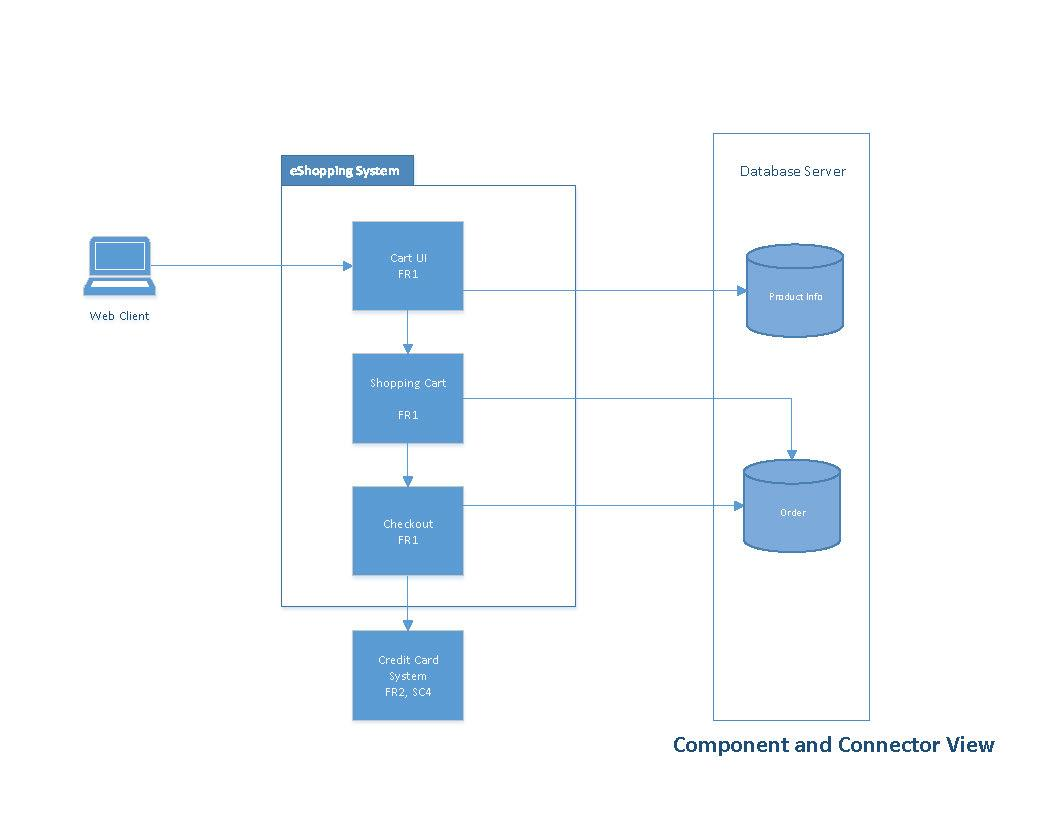 eShopping System
Database Server
Cart UI
FR1
Product Info
Web Client
Shopping Cart
FR1
Order
Checkout
FR1
Credit Card
System
FR2, SC4
Component and Connector View